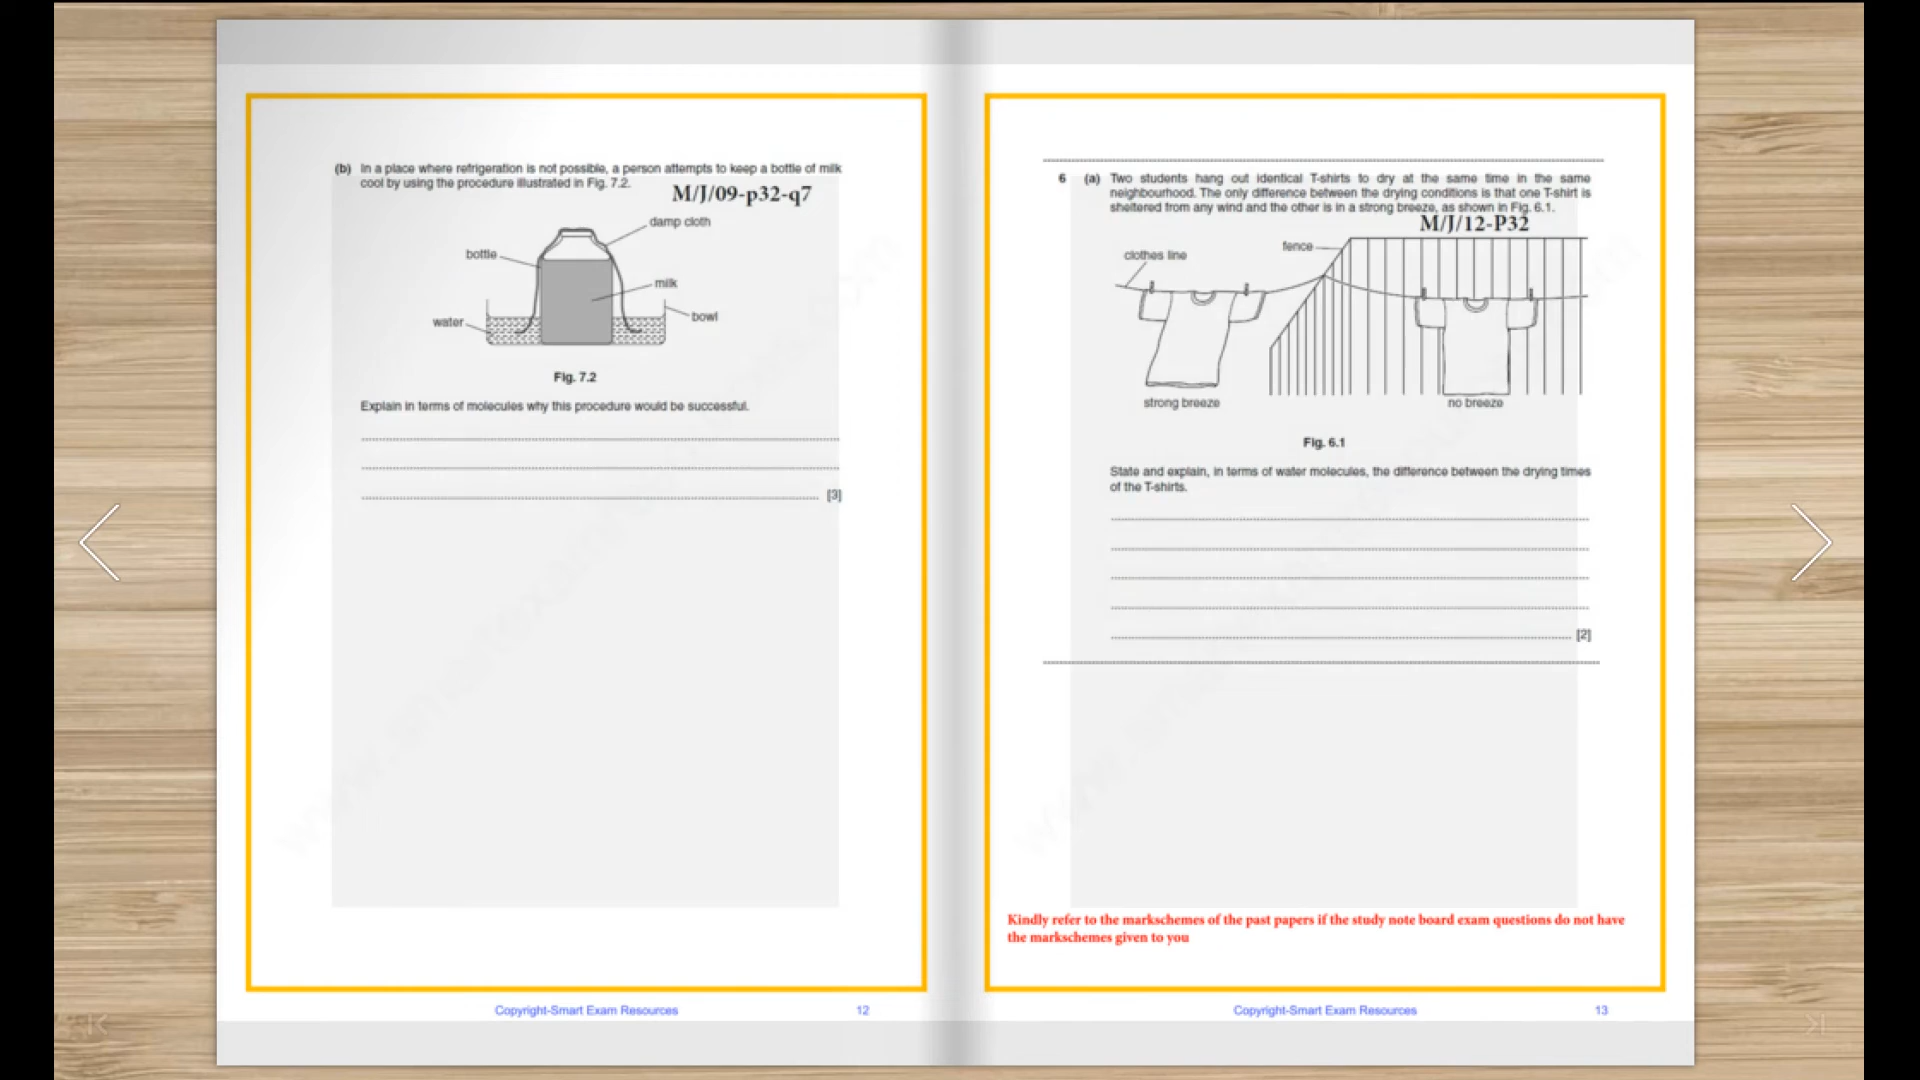 (b) In a place where refrigeration is not possible, a person attempts to keep a bottle of milk
cool by using the procedure illustrated in Fig. 7.2.
M/J/09-p32-q7
damp cloth
bottle
milk
bowl
water
Fig. 7.2
Explain in terms of molecules why this procedure would be successful.
[3]
Copyright-Smart Exam Resources 12
6 (a) Two students hang out identical T-shirts to dry at the same time in the same
neighbourhood. The only difference between the drying conditions is that one T-shirt is
sheltered from any wind and the other is in a strong breeze, as shown in Fig. 6.1.
M/J/12-P32
fence
clothes line
strong breeze
no breeze
Fig. 6.1
State and explain, in terms of water molecules, the difference between the drying times
of the T-shirts.
[2]
Kindly refer to the markschemes of the past papers if the study note board exam questions do not have
the markschemes given to you
Copyright-Smart Exam Resources 13